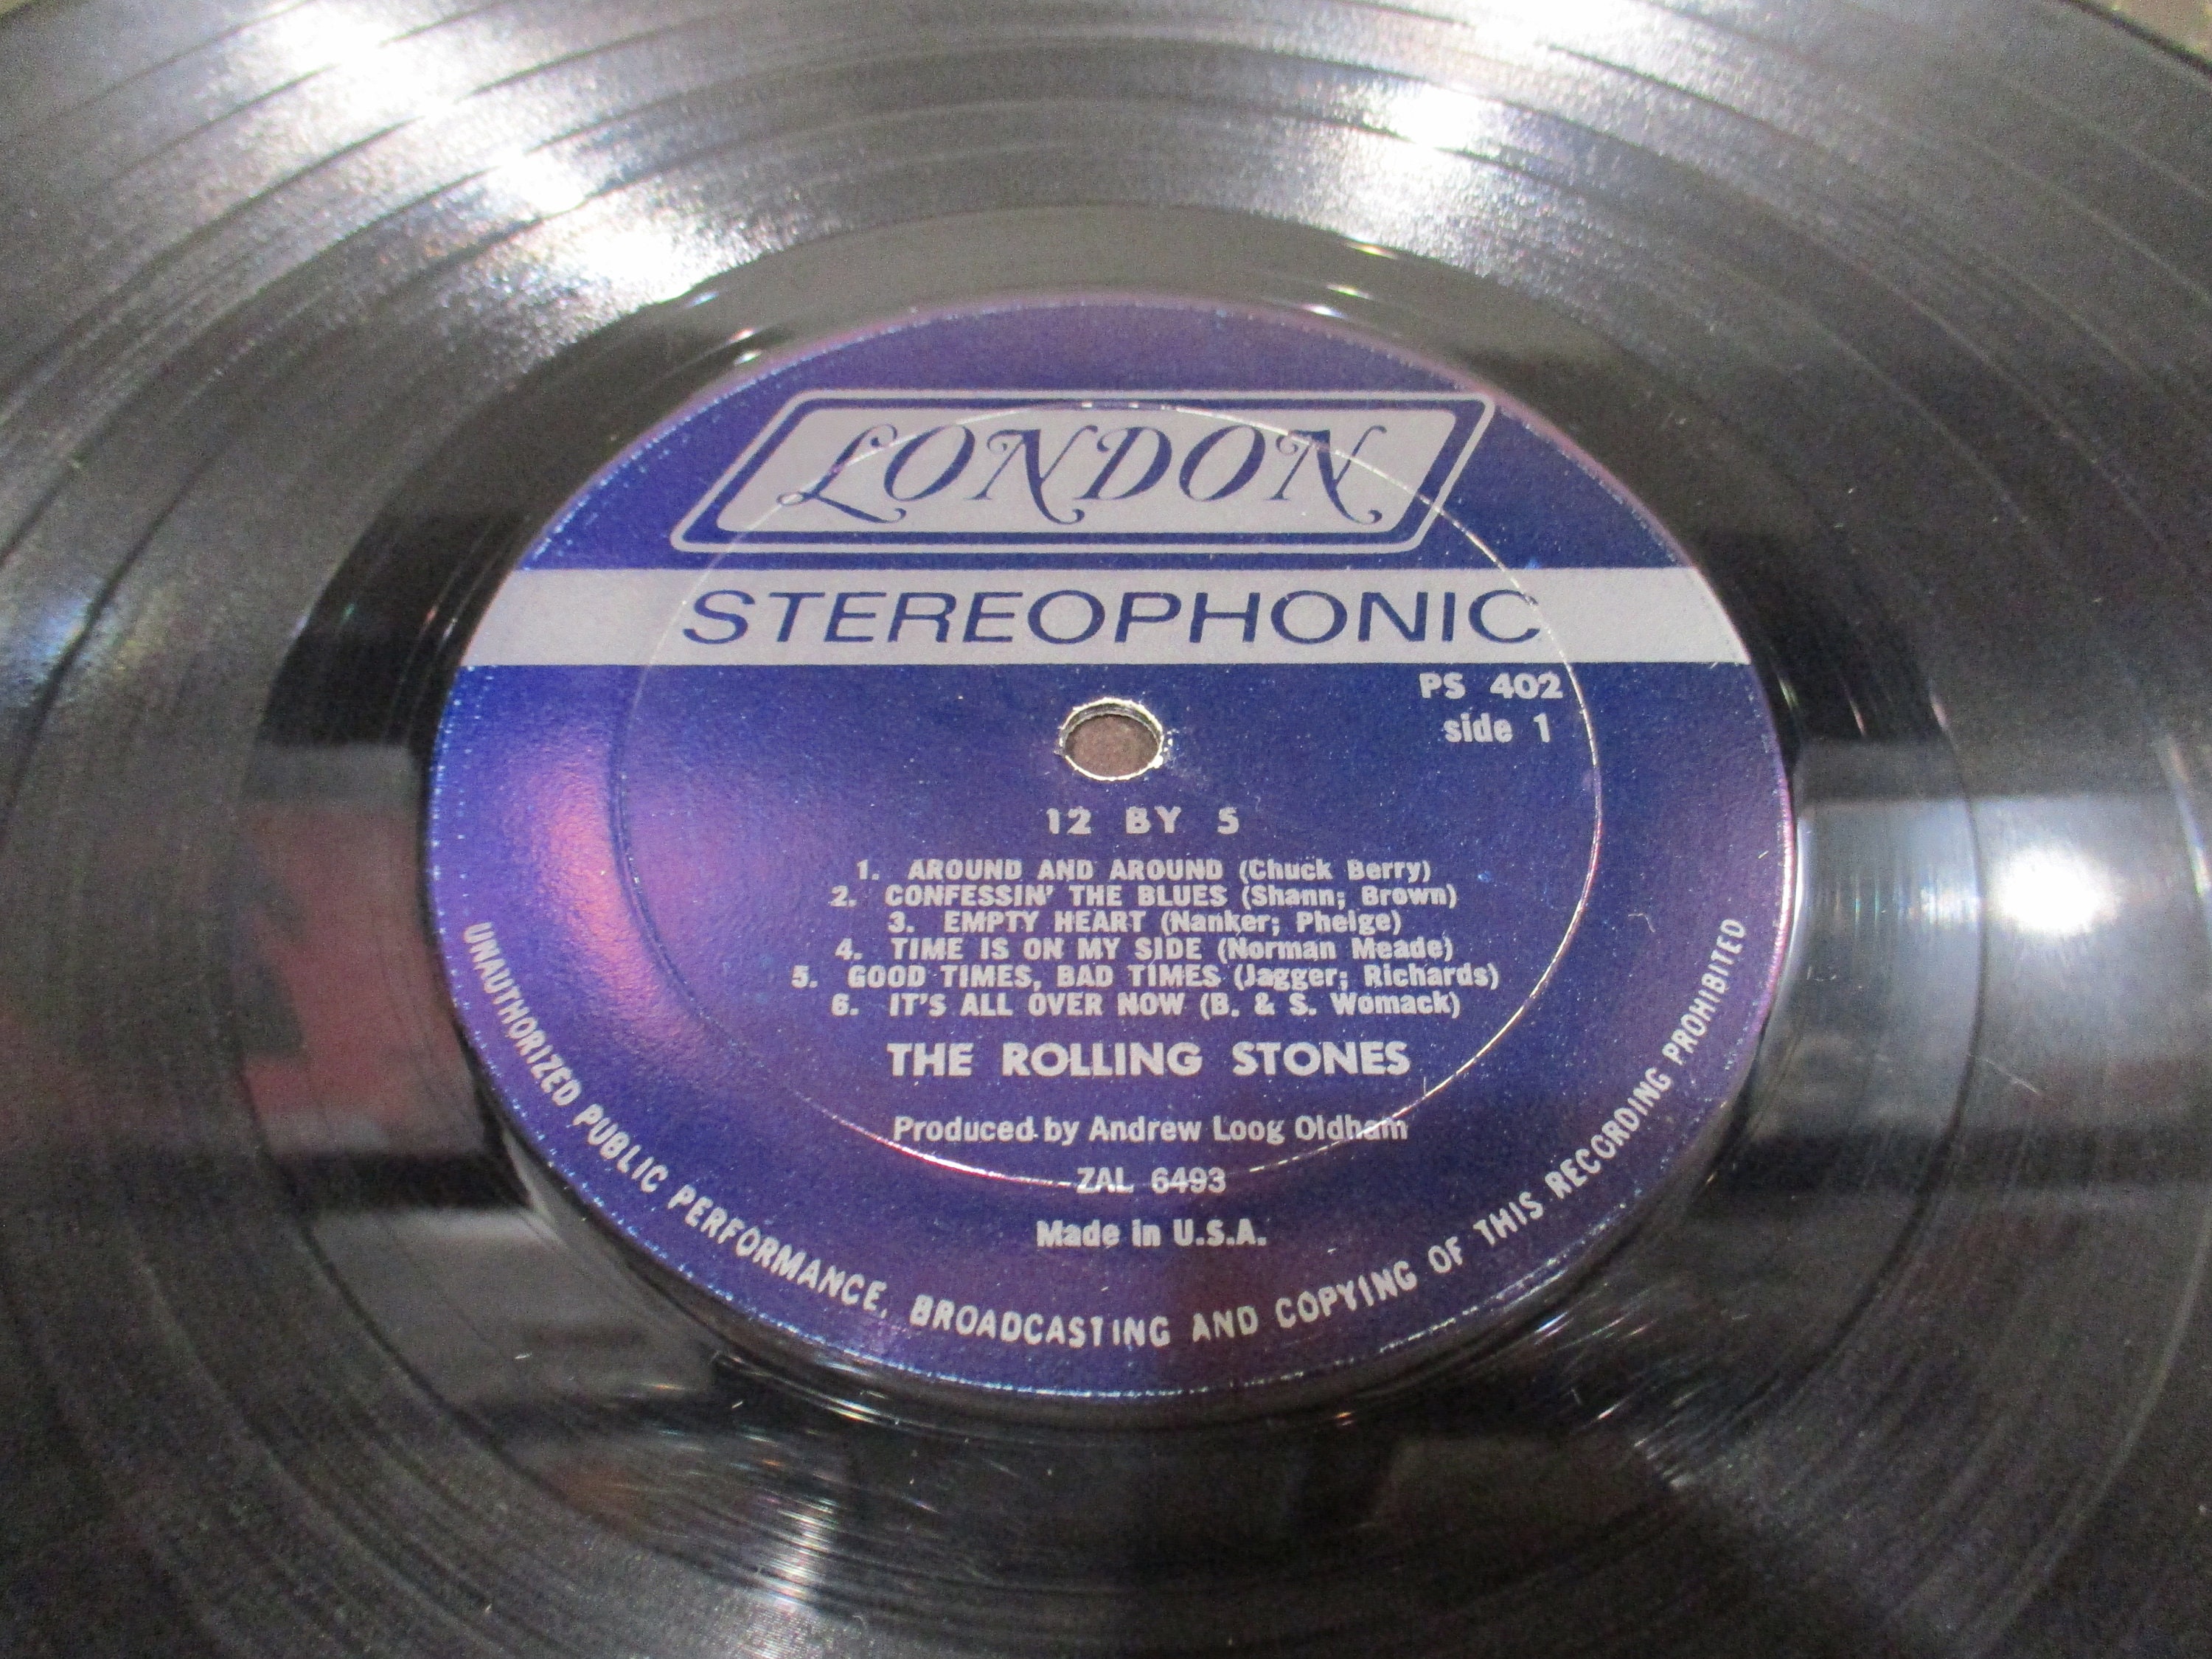 LONDON
STEREOPHONIC
PS 402
side 1
12 BY 5
1. AROUND AND AROUND (Chuck Berry)
2. CONFESSIN' THE BLUES (Shann; Brown)
3. EMPTY HEART (Nanker; Phelge)
4. TIME IS ON MY SIDE (Norman Meade)
5. GOOD TIMES, BAD TIMES (Jagger; Richards)
6. IT'S ALL OVER NOW (B. & S. Womack)
THE ROLLING STONES
Produced by Andrew Loog Oldham
ZAL 6493
Made in U.S.A.
UNAUTHORIZED PUBLIC PERFORMANCE, BROADCASTING AND COPYING OF THIS RECORDING PROHIBITED